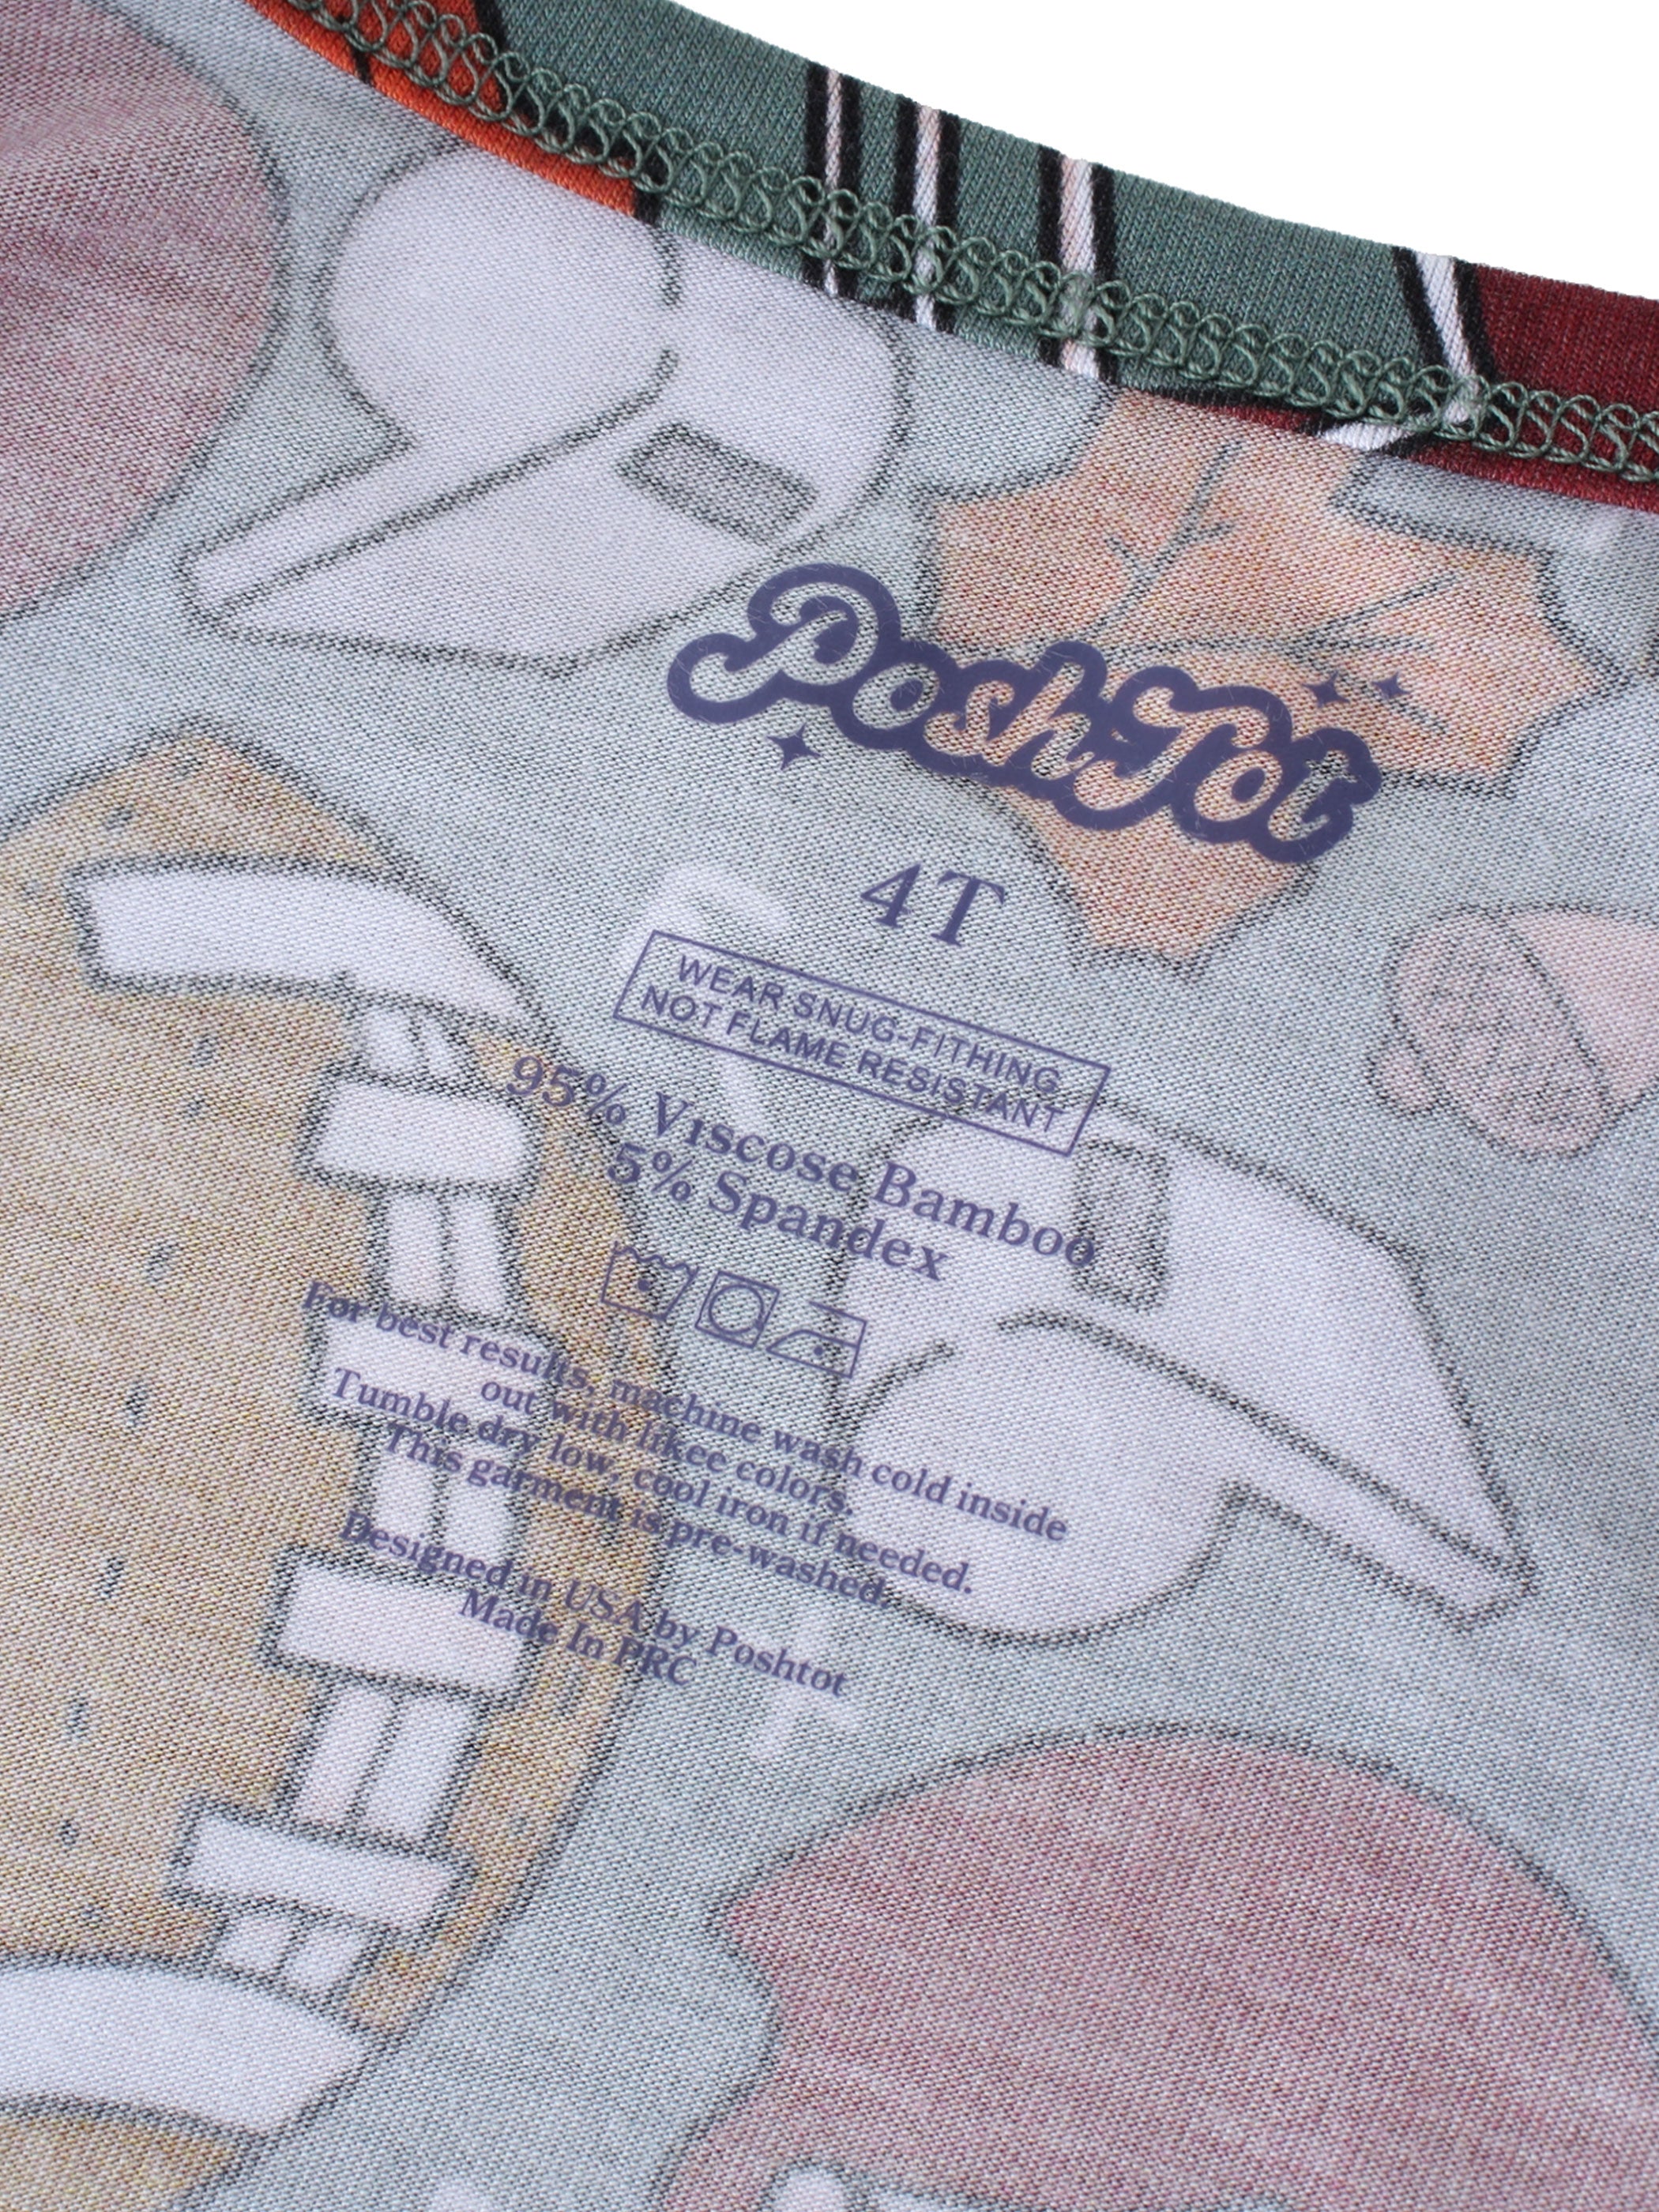 PoshTot
4T
WEAR SNUG-FITHING
NOT FLAME RESISTANT
95% Viscose Bamboo
5% Spandex
For best results, machine wash cold inside
out with likee colors.
Tumble dry low, cool iron if needed.
This garment is pre-washed.
Designed in USA by Poshtot
Made In PRC